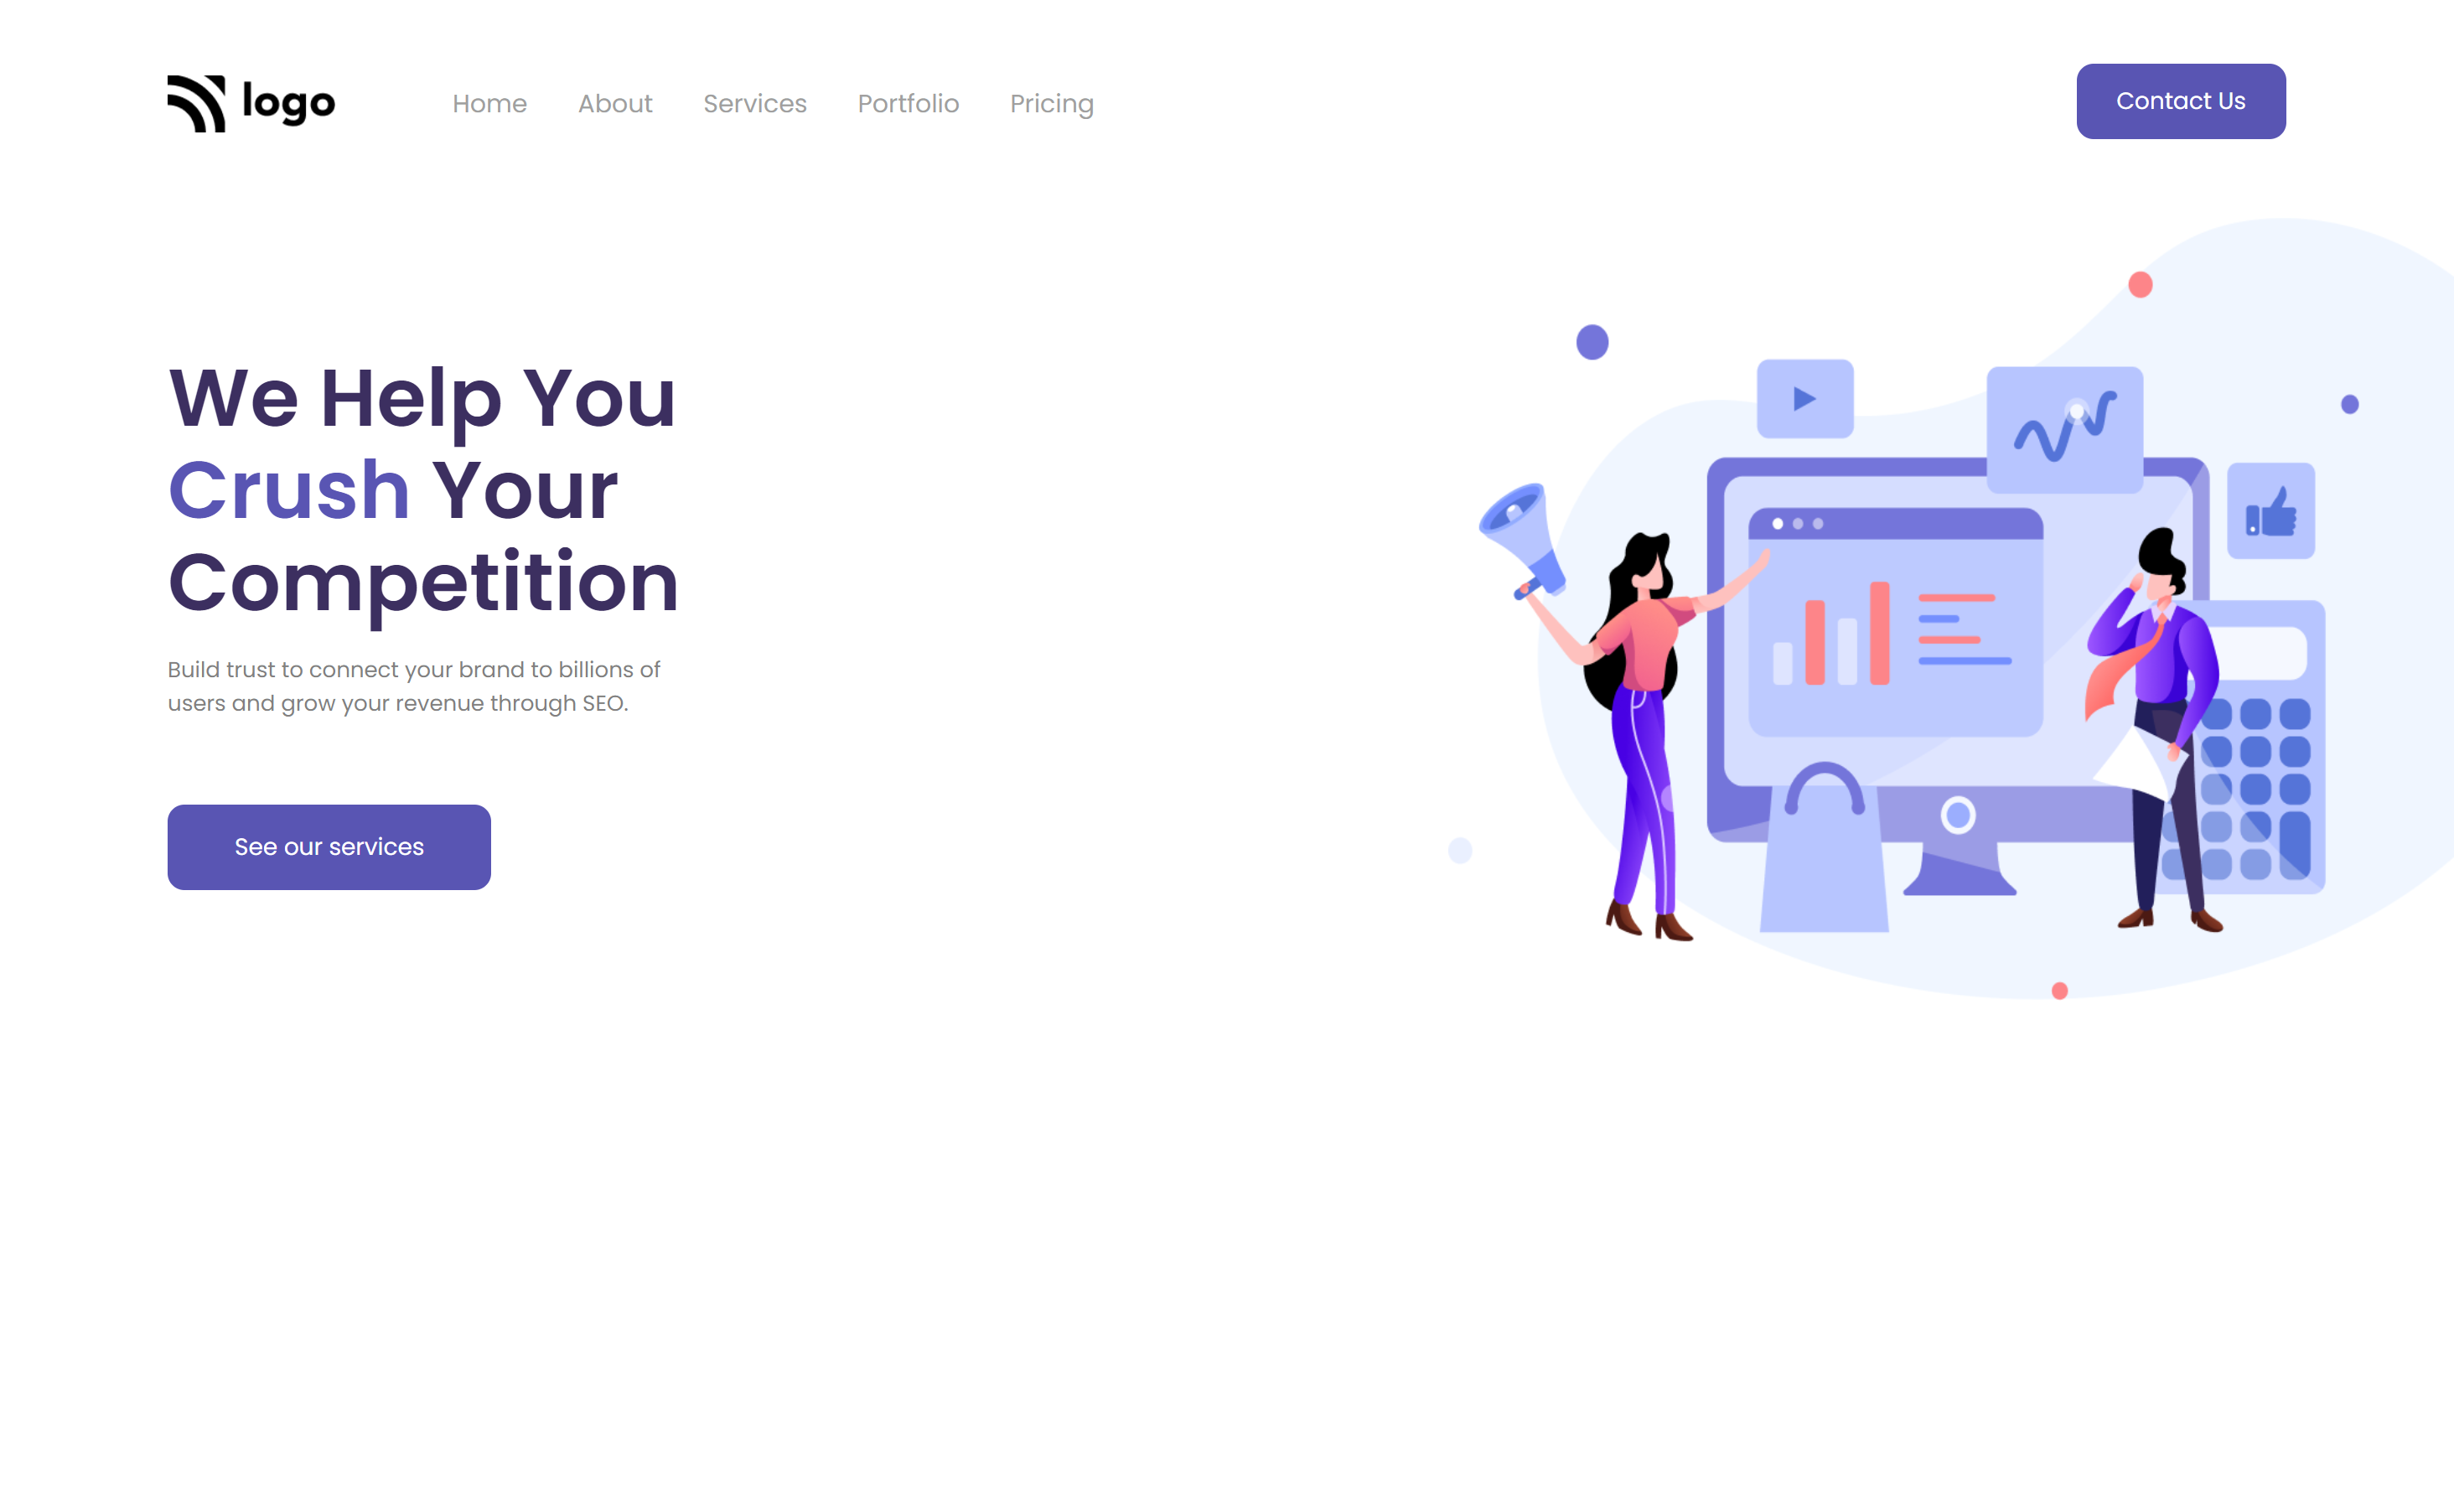 logo
Home About Services Portfolio Pricing
Contact Us
We Help You
Crush Your
Competition
Build trust to connect your brand to billions of
users and grow your revenue through SEO.
See our services